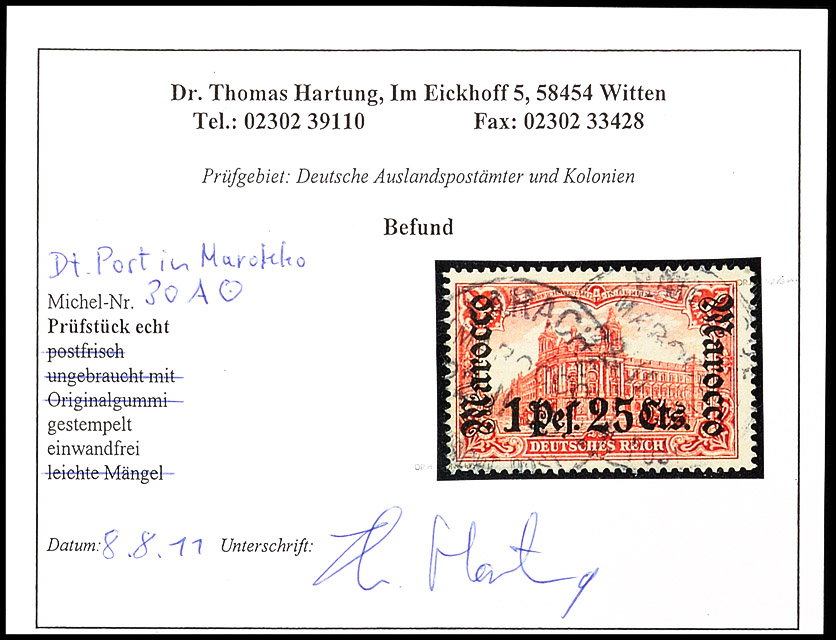 Dr. Thomas Hartung, Im Eickhoff 5, 58454 Witten
Tel.: 02302 39110 Fax: 02302 33428
Prüfgebiet: Deutsche Auslandspostämter und Kolonien
Befund
Dt. Post in Marokko
Michel-Nr. 30 A
Prüfstück echt
postfrisch
ungebraucht mit
Originalgummi
gestempelt
einwandfrei
leichte Mängel
Marocco
Marocco
1 Pes. 25 Cts.
DEUTSCHES REICH
Datum: 8.8.11 Unterschrift:
Th. Hartung